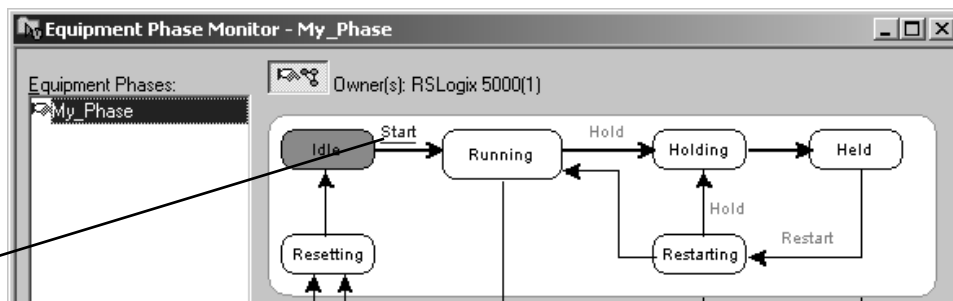 Equipment Phase Monitor - My_Phase
Equipment Phases:
Owner(s): RSLogix 5000(1)
My_Phase
Start
Hold
Idle
Running
Holding
Held
Hold
Restart
Resetting
Restarting